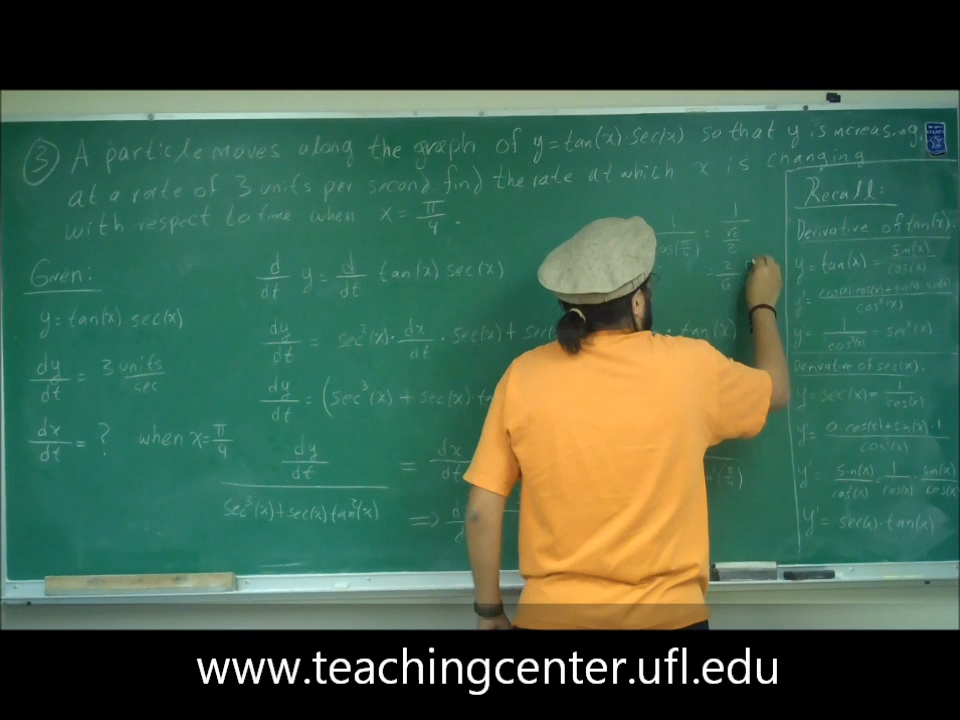 ③ A particle moves along the graph of y=tan(x)·sec(x) so that y is increasing
at a rate of 3 units per second. find the rate at which x is changing
with respect to time when x=π/4.
Given:
y=tan(x)·sec(x)
dy/dt = 3 units/sec
dx/dt = ? when x=π/4
d/dt y = d/dt tan(x) sec(x)
dy/dt = sec²(x)·dx/dt·sec(x)+sec ·tan(x)
dy/dt = (sec³(x)+sec(x)·ta
dy/dt / sec³(x)+sec(x)tan²(x) = dx/dt
⇒ d
1/cos(π/4) = 1/(√2/2)
= 2/√
Recall:
Derivative of tan(x):
y=tan(x)=sin(x)/cos(x)
y'= cos(x)·cos(x)+sin(x)·sin(x)/cos²(x)
y'= 1/cos²(x) = sec²(x).
Derivative of sec(x).
y=sec(x)=1/cos(x)
y'= 0·cos(x)+sin(x)·1/cos²(x)
y'= sin(x)/cos²(x)=1/cos(x)·sin(x)/cos(x)
y'= sec(x)·tan(x)
www.teachingcenter.ufl.edu